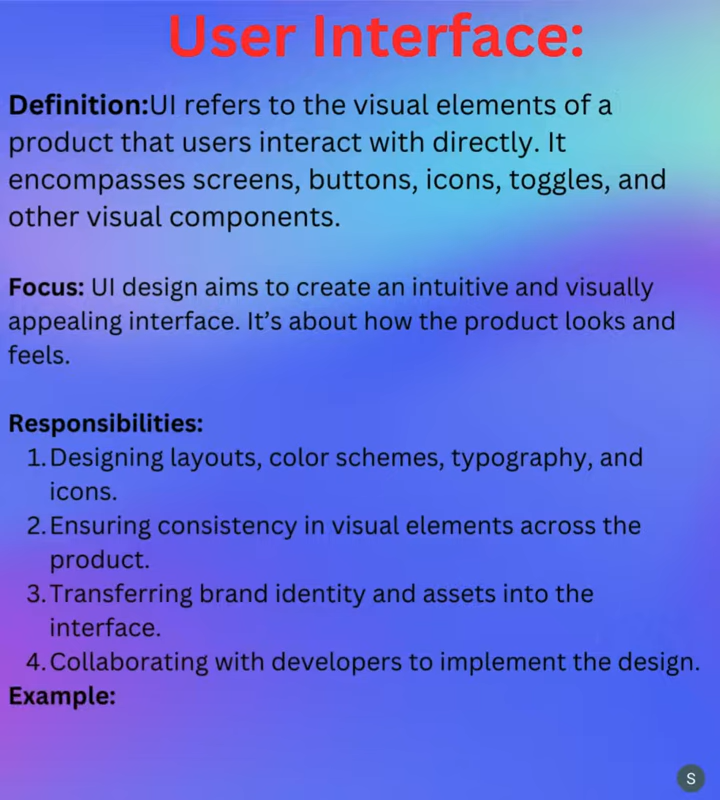 User Interface:
Definition:UI refers to the visual elements of a
product that users interact with directly. It
encompasses screens, buttons, icons, toggles, and
other visual components.
Focus: UI design aims to create an intuitive and visually
appealing interface. It’s about how the product looks and
feels.
Responsibilities:
1. Designing layouts, color schemes, typography, and
icons.
2. Ensuring consistency in visual elements across the
product.
3. Transferring brand identity and assets into the
interface.
4. Collaborating with developers to implement the design.
Example:
S